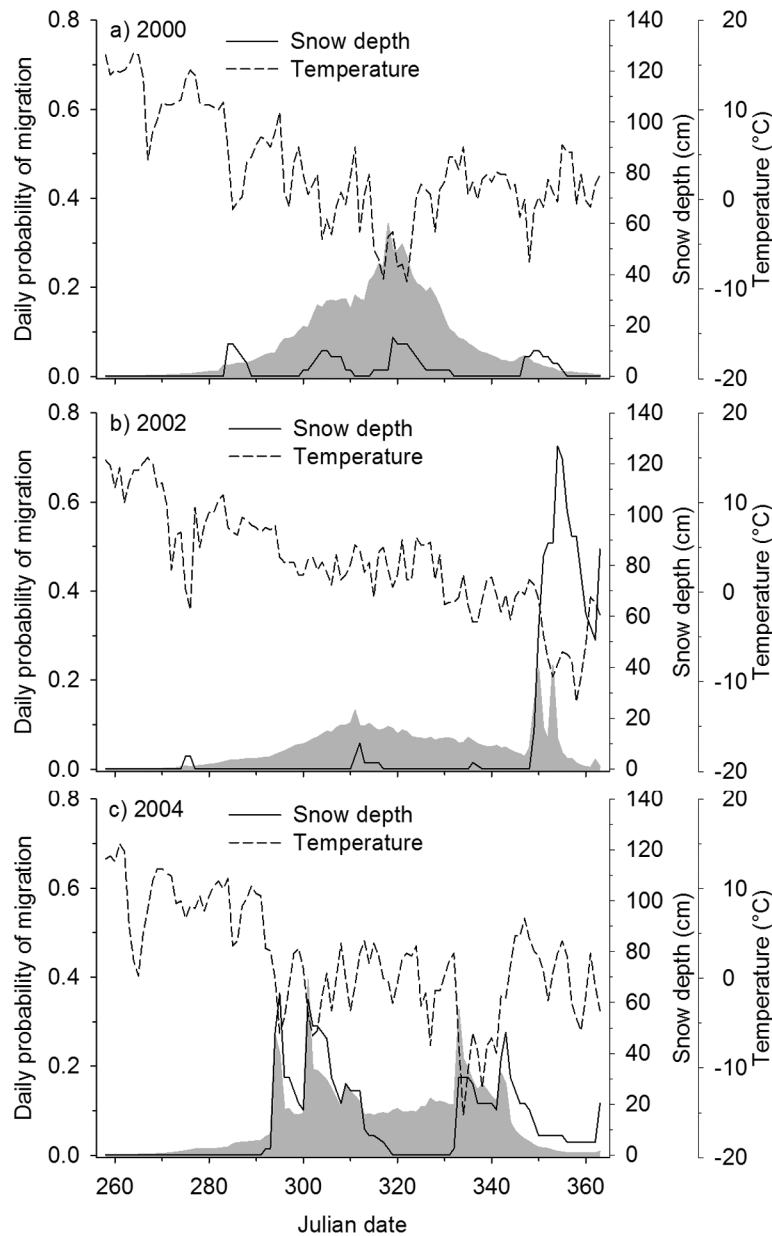 a) 2000
Snow depth
Temperature
0.8
0.6
0.4
0.2
0.0
Daily probability of migration
140
120
100
80
60
40
20
0
Snow depth (cm)
20
10
0
-10
-20
Temperature (°C)
b) 2002
Snow depth
Temperature
0.8
0.6
0.4
0.2
0.0
Daily probability of migration
140
120
100
80
60
40
20
0
Snow depth (cm)
20
10
0
-10
-20
Temperature (°C)
c) 2004
Snow depth
Temperature
0.8
0.6
0.4
0.2
0.0
Daily probability of migration
140
120
100
80
60
40
20
0
Snow depth (cm)
20
10
0
-10
-20
Temperature (°C)
260 280 300 320 340 360
Julian date